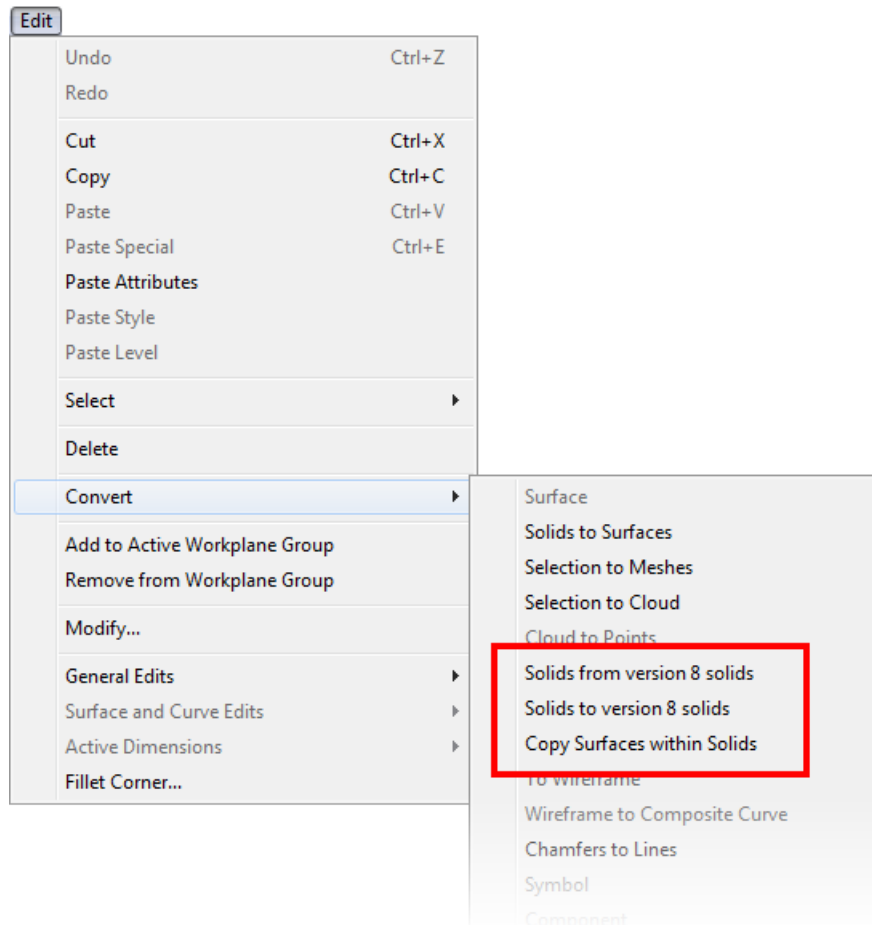 Edit
Undo Ctrl+Z
Redo
Cut Ctrl+X
Copy Ctrl+C
Paste Ctrl+V
Paste Special Ctrl+E
Paste Attributes
Paste Style
Paste Level
Select
Delete
Convert
Add to Active Workplane Group
Remove from Workplane Group
Modify...
General Edits
Surface and Curve Edits
Active Dimensions
Fillet Corner...
Surface
Solids to Surfaces
Selection to Meshes
Selection to Cloud
Cloud to Points
Solids from version 8 solids
Solids to version 8 solids
Copy Surfaces within Solids
To Wireframe
Wireframe to Composite Curve
Chamfers to Lines
Symbol
Component